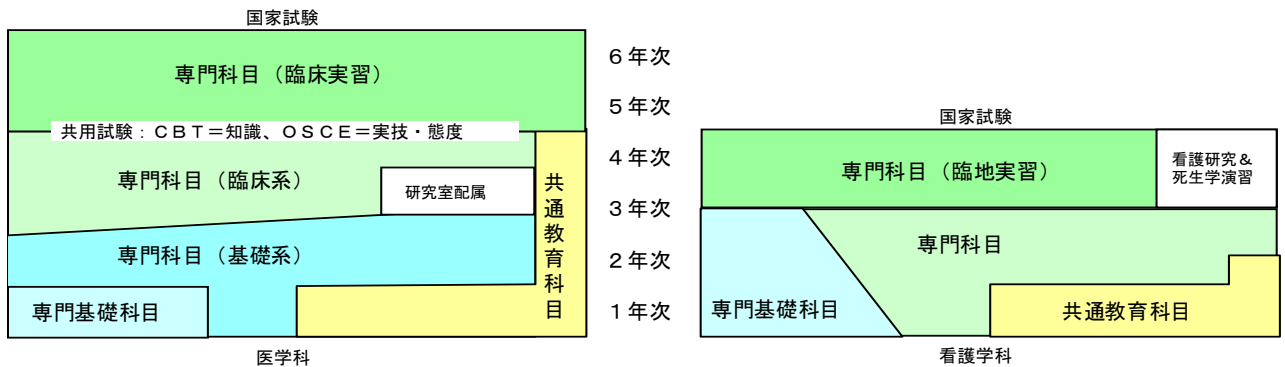 国家試験
専門科目（臨床実習）
共用試験：ＣＢＴ＝知識、ＯＳＣＥ＝実技・態度
専門科目（臨床系）
研究室配属
共通教育科目
専門科目（基礎系）
専門基礎科目
医学科
６年次
５年次
４年次
３年次
２年次
１年次
国家試験
専門科目（臨地実習）
看護研究＆
死生学演習
専門科目
専門基礎科目
共通教育科目
看護学科